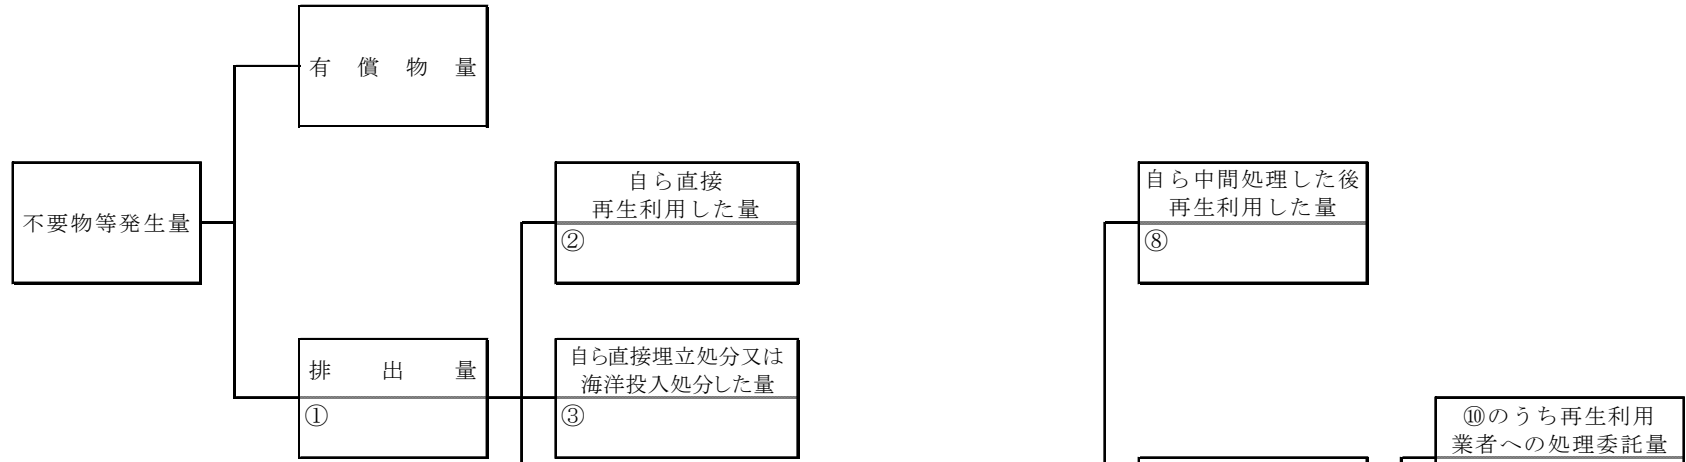 有償物量
不要物等発生量
自ら直接
再生利用した量
②
自ら中間処理した後
再生利用した量
⑧
排出量
①
自ら直接埋立処分又は
海洋投入処分した量
③
⑩のうち再生利用
業者への処理委託量